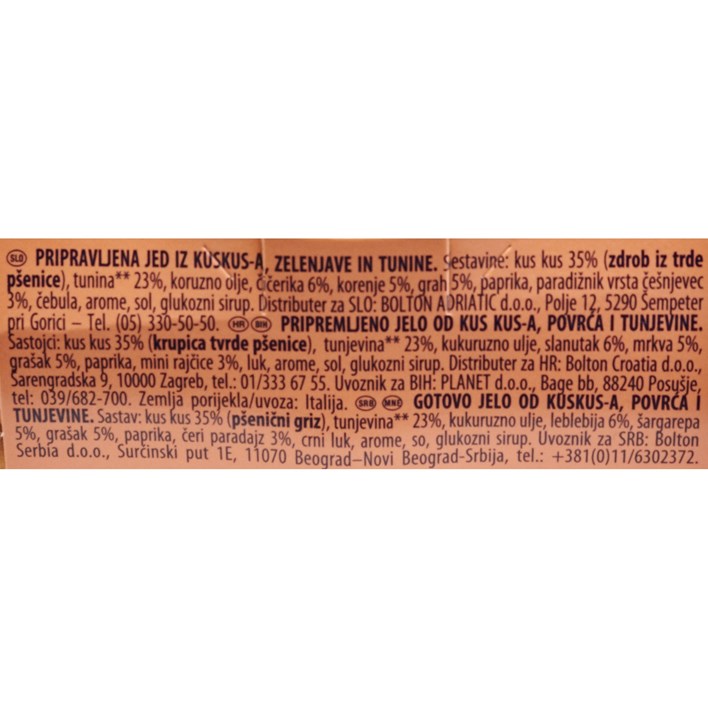 SLO PRIPRAVLJENA JED IZ KUSKUS-A, ZELENJAVE IN TUNINE. Sestavine: kus kus 35% (zdrob iz trde
pšenice), tunina** 23%, koruzno olje, čičerika 6%, korenje 5%, grah 5%, paprika, paradižnik vrsta češnjevec
3%, čebula, arome, sol, glukozni sirup. Distributer za SLO: BOLTON ADRIATIC d.o.o., Polje 12, 5290 Šempeter
pri Gorici – Tel. (05) 330-50-50. HR BIH PRIPREMLJENO JELO OD KUS KUS-A, POVRĆA I TUNJEVINE.
Sastojci: kus kus 35% (krupica tvrde pšenice), tunjevina** 23%, kukuruzno ulje, slanutak 6%, mrkva 5%,
grašak 5%, paprika, mini rajčice 3%, luk, arome, sol, glukozni sirup. Distributer za HR: Bolton Croatia d.o.o.,
Šarengradska 9, 10000 Zagreb, tel.: 01/333 67 55. Uvoznik za BIH: PLANET d.o.o., Bage bb, 88240 Posušje,
tel: 039/682-700. Zemlja porijekla/uvoza: Italija. SRB MNE GOTOVO JELO OD KUSKUS-A, POVRĆA I
TUNJEVINE. Sastav: kus kus 35% (pšenični griz), tunjevina** 23%, kukuruzno ulje, leblebija 6%, šargarepa
5%, grašak 5%, paprika, čeri paradajz 3%, crni luk, arome, so, glukozni sirup. Uvoznik za SRB: Bolton
Serbia d.o.o., Surčinski put 1E, 11070 Beograd–Novi Beograd-Srbija, tel.: +381(0)11/6302372.